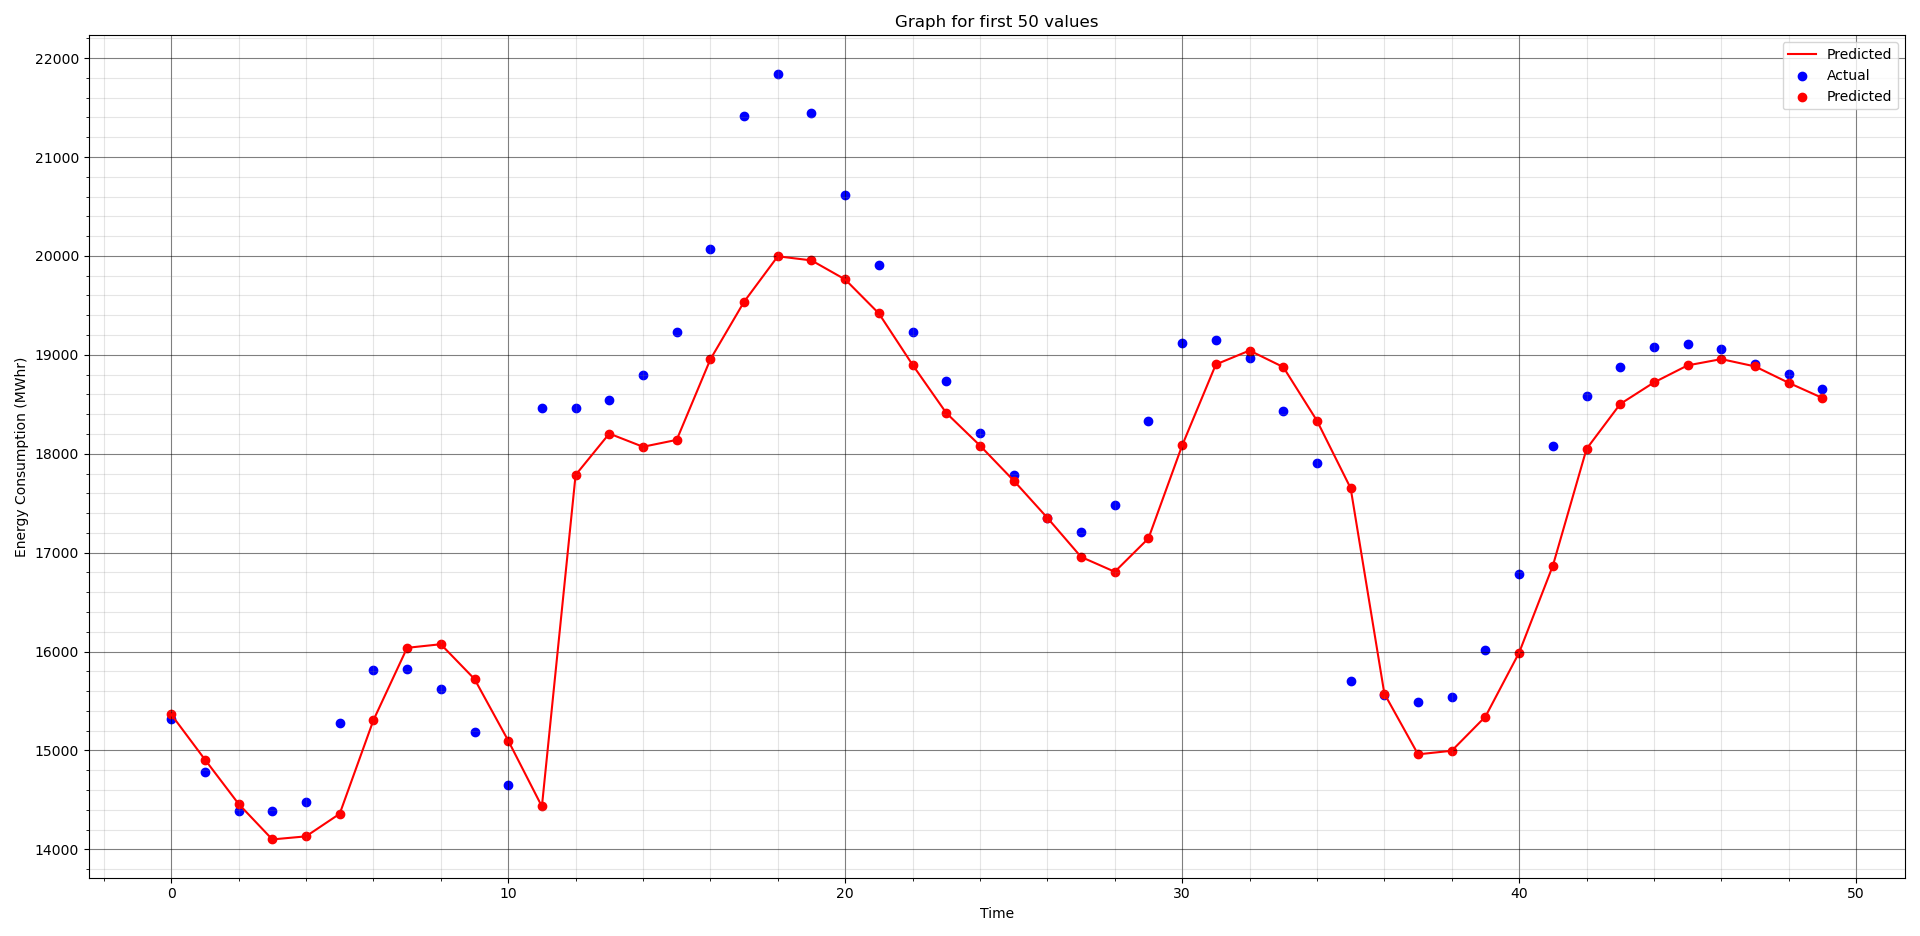 Graph for first 50 values
Predicted
Actual
Predicted
22000
21000
20000
19000
18000
17000
16000
15000
14000
Energy Consumption (MWhr)
0 10 20 30 40 50
Time